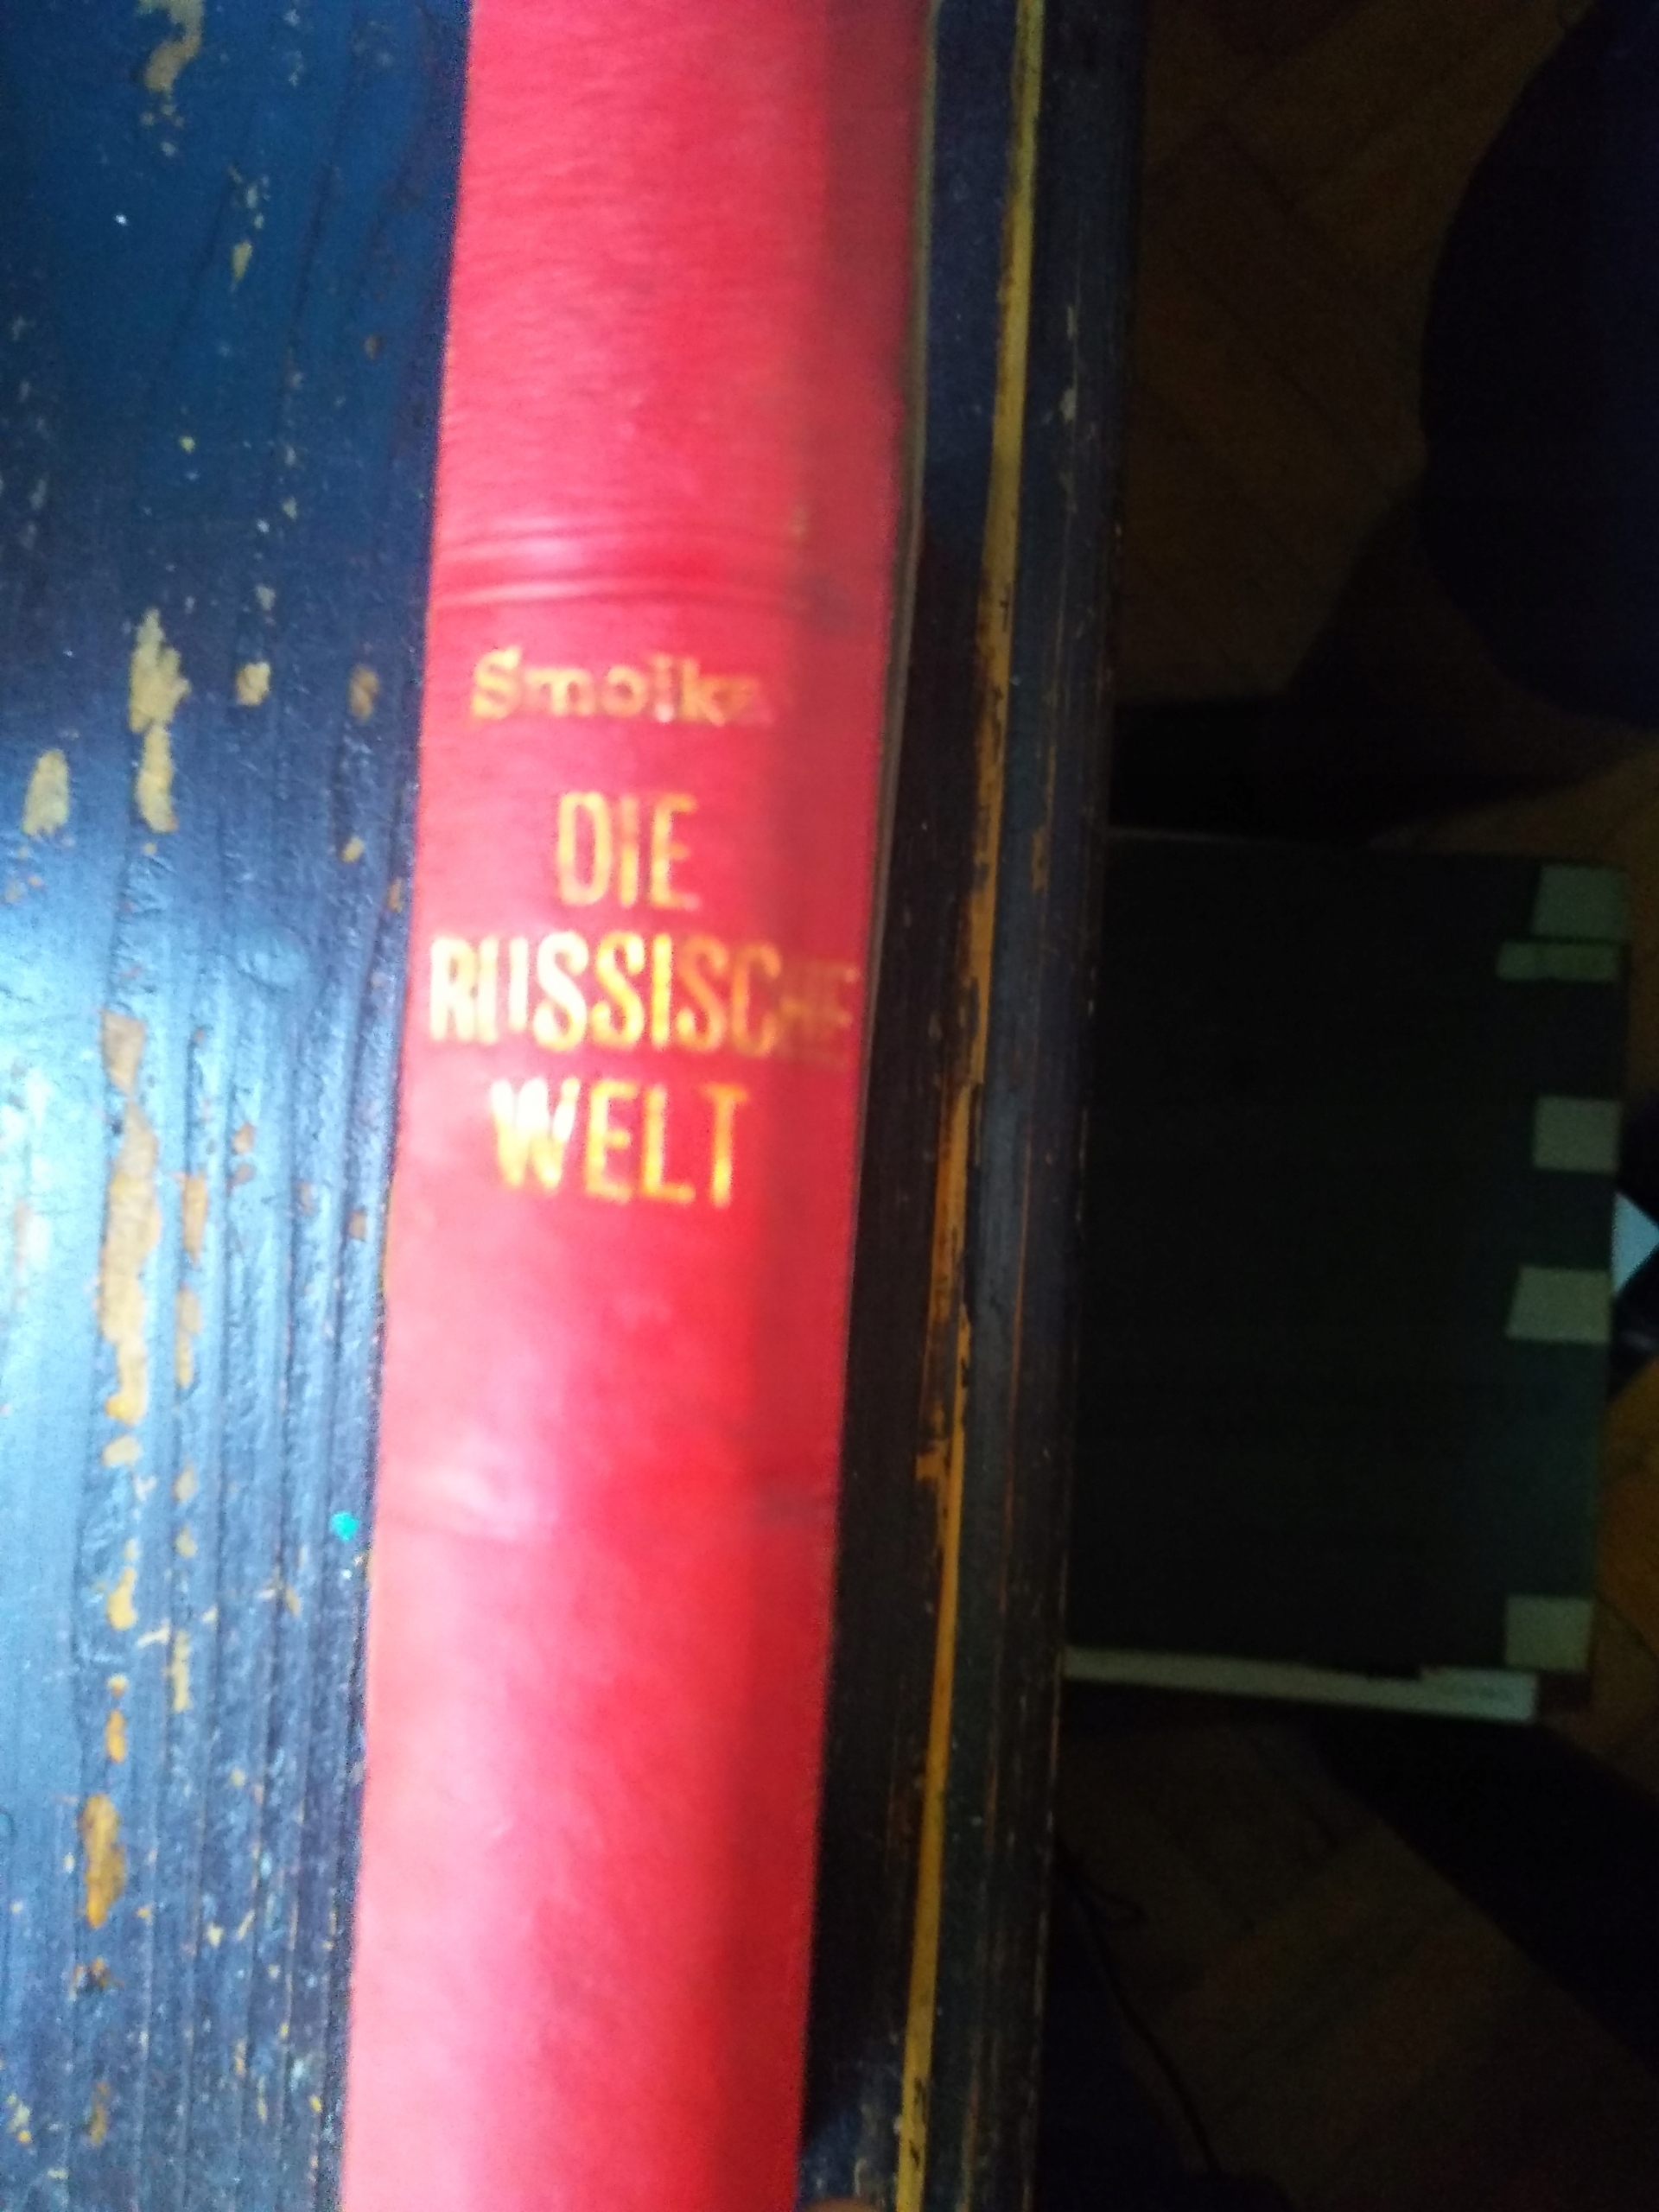 Smolka
DIE
RUSSISCHE
WELT